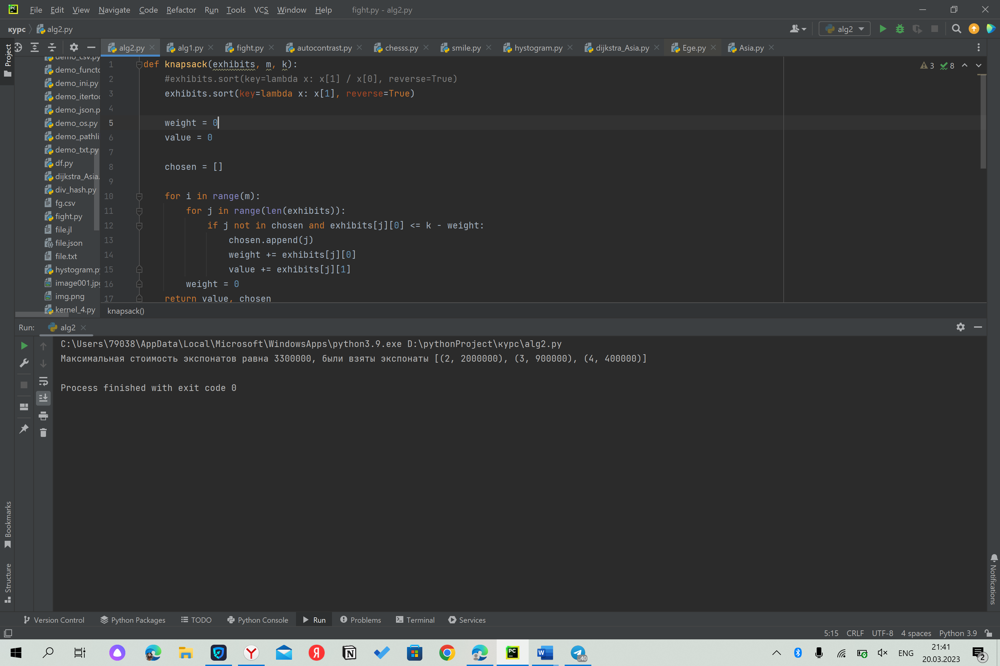 PC File Edit View Navigate Code Refactor Run Tools VCS Window Help fight.py - alg2.py
курс alg2.py alg2
alg2.py alg1.py fight.py autocontrast.py chesss.py smile.py hystogram.py dijkstra_Asia.py Ege.py Asia.py
Project
demo_csv.py
demo_functo
demo_ini.py
demo_itertoo
demo_json.p
demo_os.py
demo_pathli
demo_txt.py
df.py
dijkstra_Asia.
div_hash.py
fg.csv
fight.py
file.jl
file.json
file.txt
hystogram.py
image001.jpg
img.png
kernel_4.py
3 8
1 def knapsack(exhibits, m, k):
2 #exhibits.sort(key=lambda x: x[1] / x[0], reverse=True)
3 exhibits.sort(key=lambda x: x[1], reverse=True)
4
5 weight = 0
6 value = 0
7
8 chosen = []
9
10 for i in range(m):
11 for j in range(len(exhibits)):
12 if j not in chosen and exhibits[j][0] <= k - weight:
13 chosen.append(j)
14 weight += exhibits[j][0]
15 value += exhibits[j][1]
16 weight = 0
17 return value, chosen
knapsack()
Run: alg2
C:\Users\79038\AppData\Local\Microsoft\WindowsApps\python3.9.exe D:\pythonProject\курс\alg2.py
Максимальная стоимость экспонатов равна 3300000, были взяты экспонаты [(2, 2000000), (3, 900000), (4, 400000)]
Process finished with exit code 0
Bookmarks
Structure
Notifications
Version Control Python Packages TODO Python Console Run Problems Terminal Services
5:15 CRLF UTF-8 4 spaces Python 3.9
Y Я N PC W ..40 ENG 21:41
20.03.2023 2